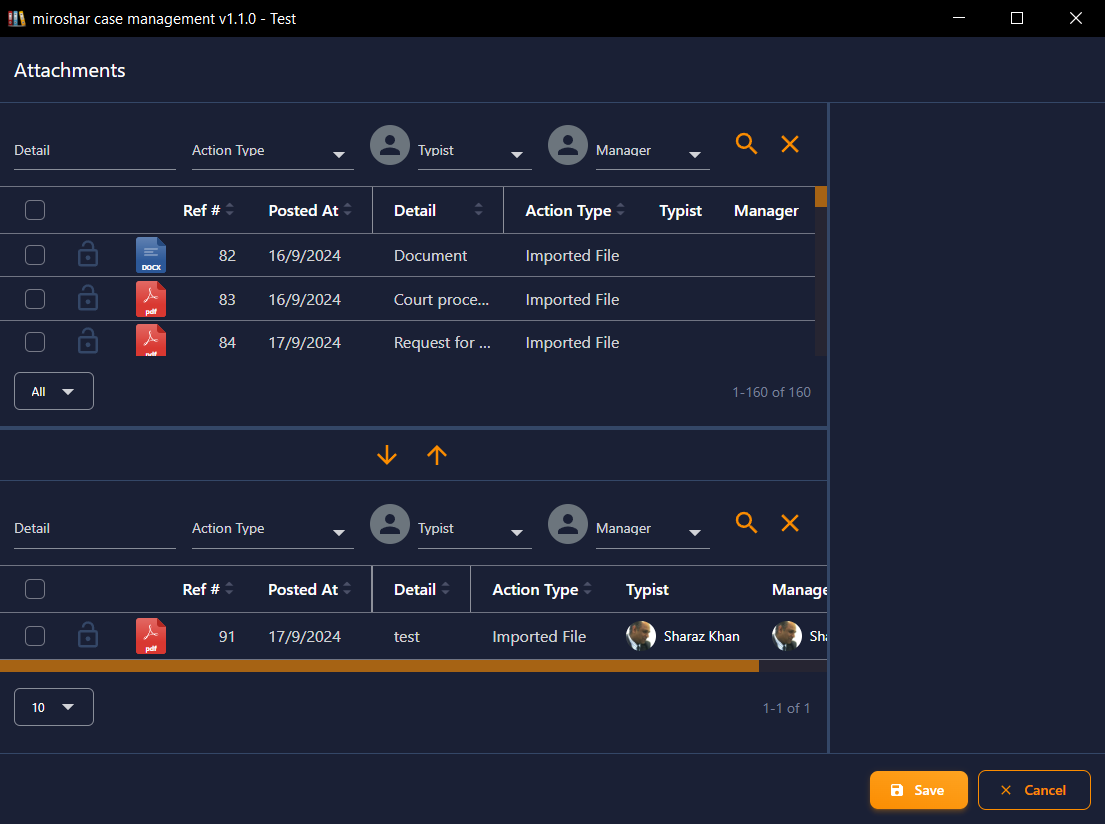 miroshar case management v1.1.0 - Test
Attachments
Detail Action Type Typist Manager
Ref # Posted At Detail Action Type Typist Manager
DOCX 82 16/9/2024 Document Imported File
pdf 83 16/9/2024 Court proce... Imported File
pdf 84 17/9/2024 Request for ... Imported File
All 1-160 of 160
Detail Action Type Typist Manager
Ref # Posted At Detail Action Type Typist Manage
pdf 91 17/9/2024 test Imported File Sharaz Khan Sha
10 1-1 of 1
Save Cancel